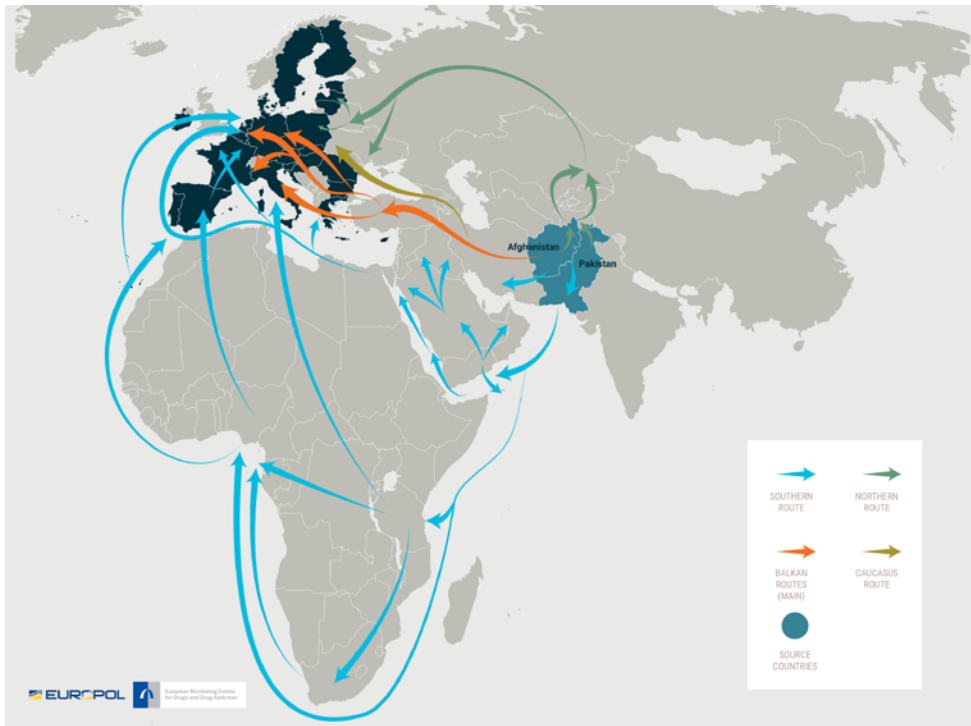 Afghanistan
Pakistan
SOUTHERN
ROUTE
NORTHERN
ROUTE
BALKAN
ROUTES
(MAIN)
CAUCASUS
ROUTE
SOURCE
COUNTRIES
EUROPOL
European Monitoring Centre
for Drugs and Drug Addiction